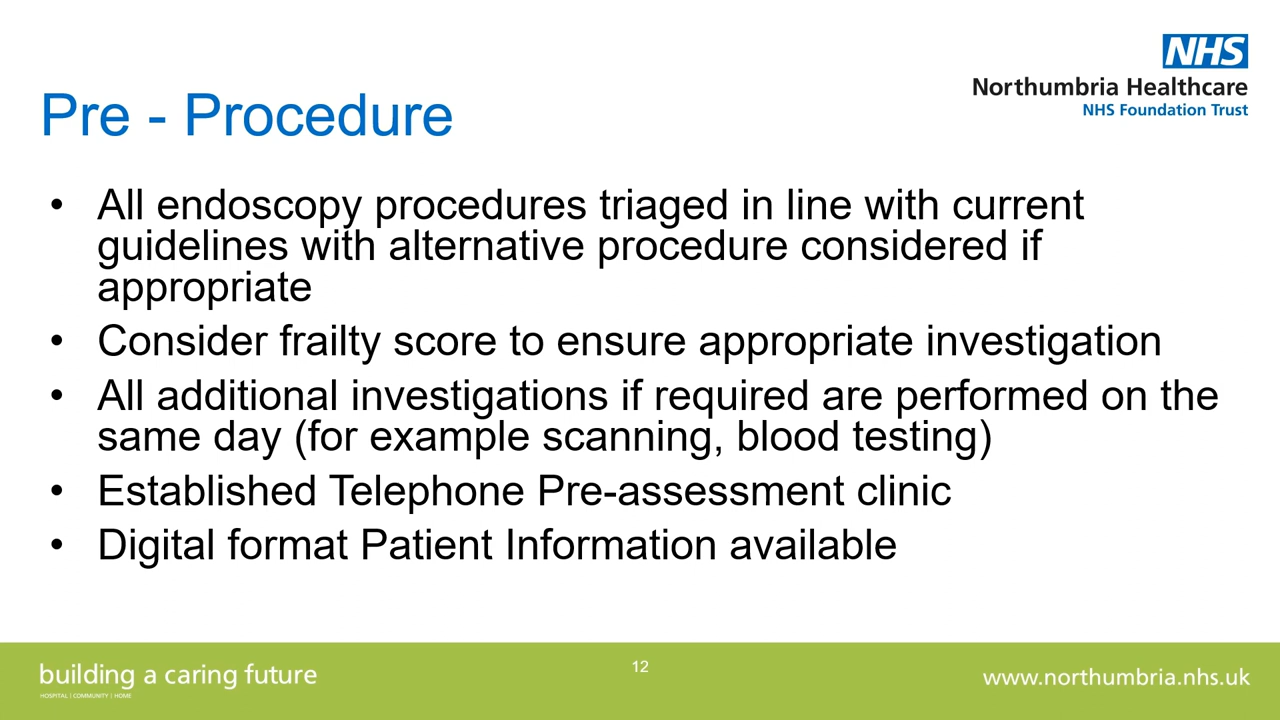 NHS
Northumbria Healthcare
NHS Foundation Trust
Pre - Procedure
• All endoscopy procedures triaged in line with current
guidelines with alternative procedure considered if
appropriate
• Consider frailty score to ensure appropriate investigation
• All additional investigations if required are performed on the
same day (for example scanning, blood testing)
• Established Telephone Pre-assessment clinic
• Digital format Patient Information available
building a caring future
HOSPITAL | COMMUNITY | HOME
12
www.northumbria.nhs.uk